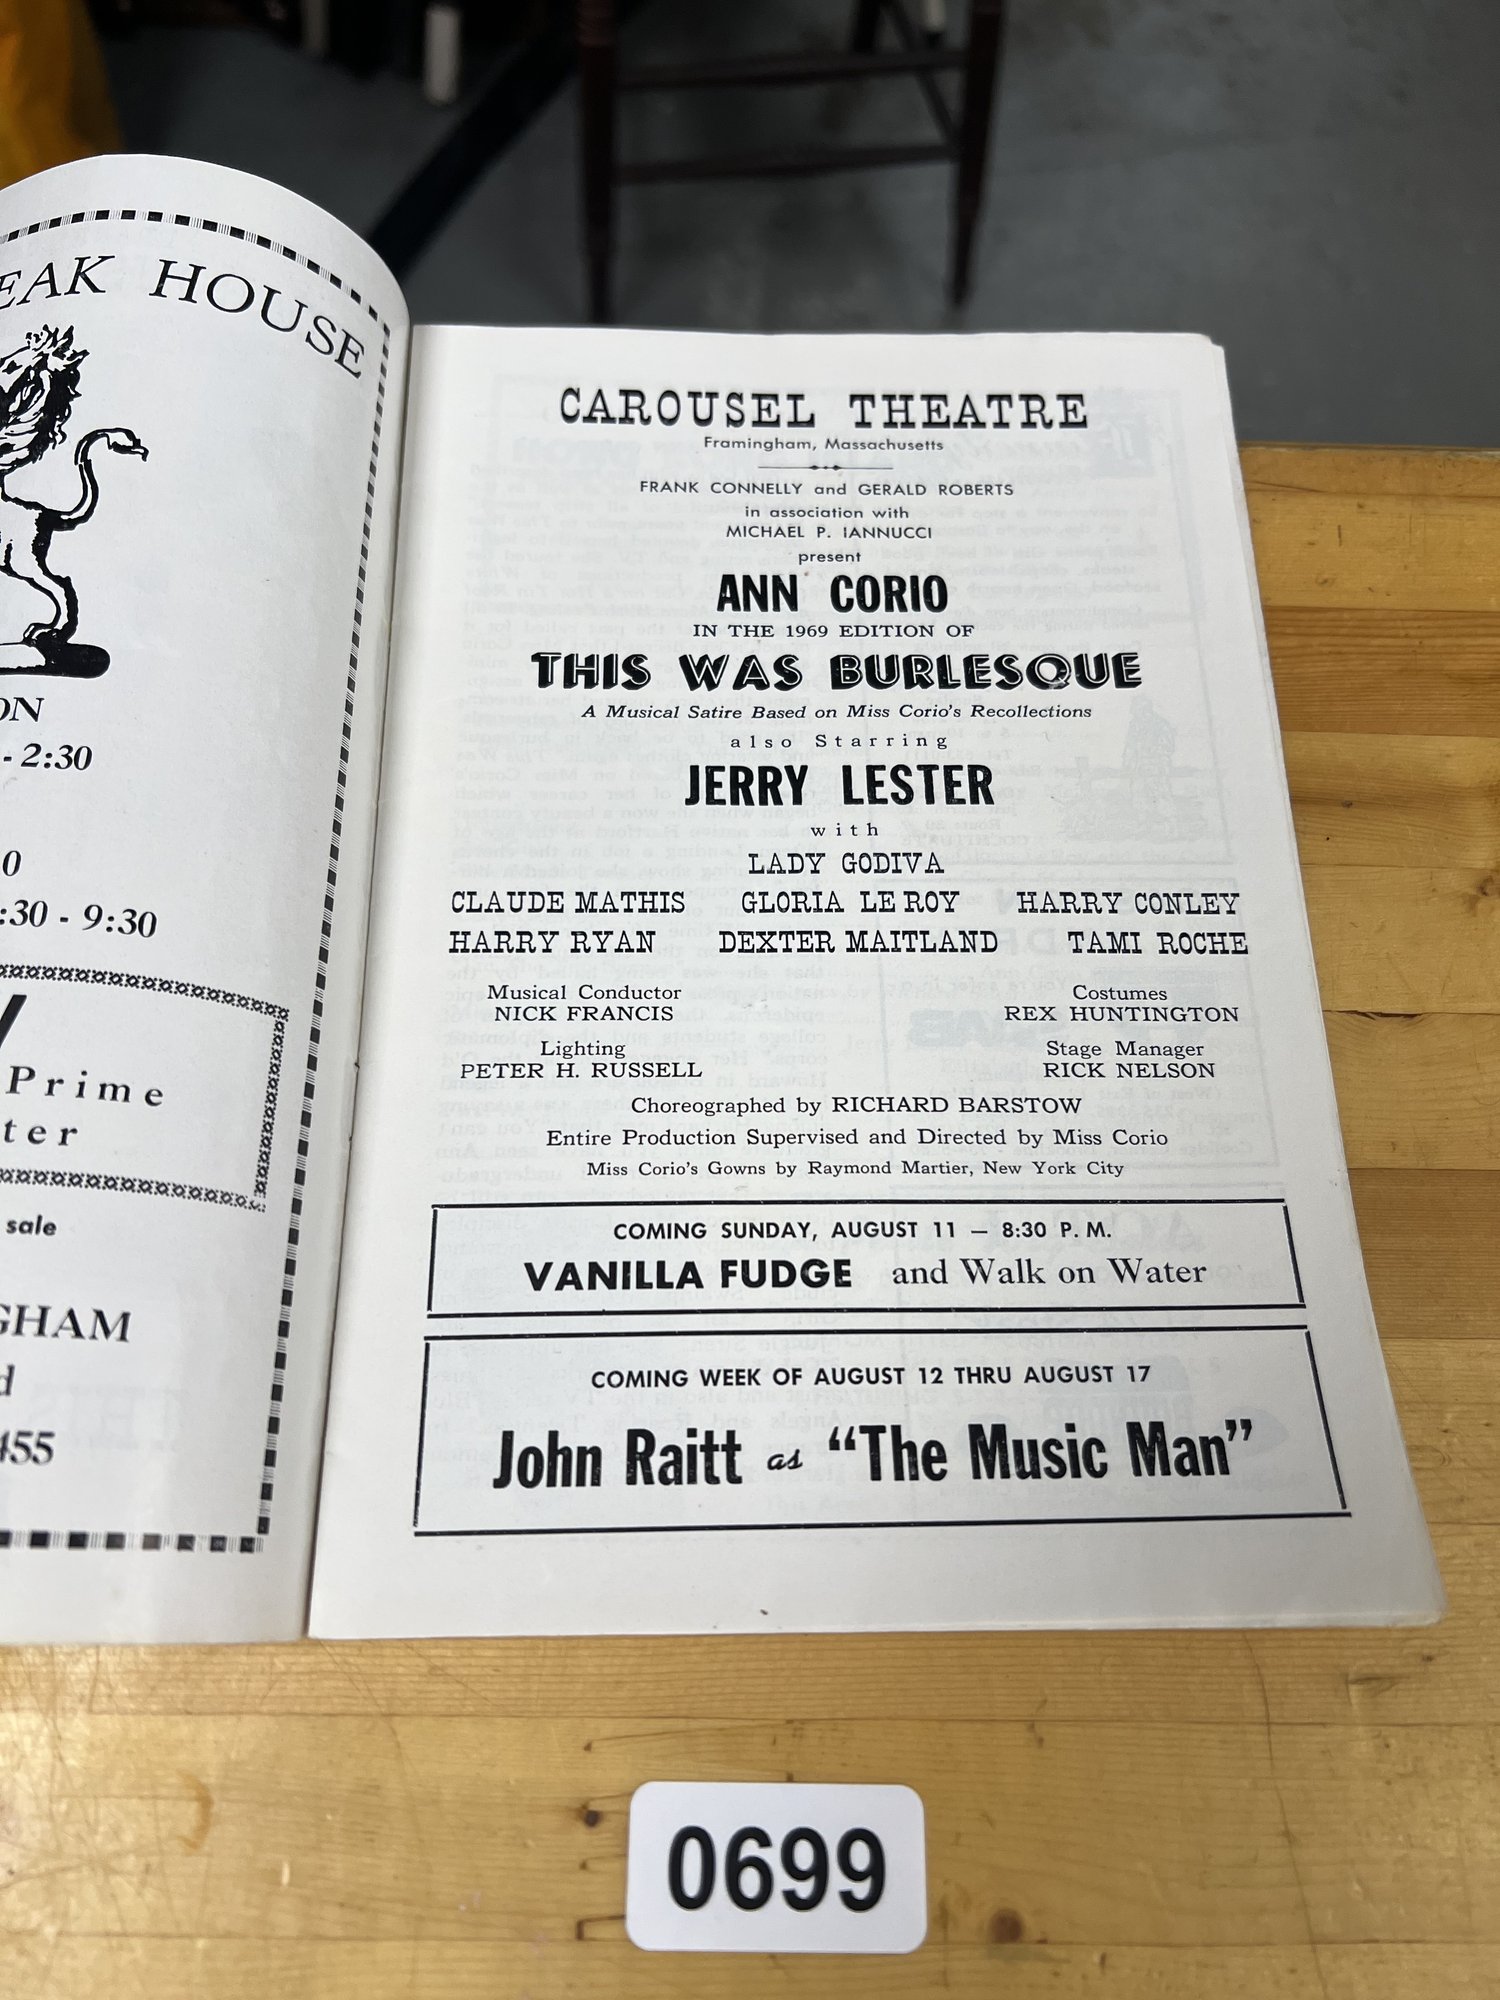 EAK HOUSE
ON
- 2:30
0
:30 - 9:30
Prime
ter
sale
GHAM
d
455
CAROUSEL THEATRE
Framingham, Massachusetts
FRANK CONNELLY and GERALD ROBERTS
in association with
MICHAEL P. IANNUCCI
present
ANN CORIO
IN THE 1969 EDITION OF
THIS WAS BURLESQUE
A Musical Satire Based on Miss Corio's Recollections
also Starring
JERRY LESTER
with
LADY GODIVA
CLAUDE MATHIS GLORIA LE ROY HARRY CONLEY
HARRY RYAN DEXTER MAITLAND TAMI ROCHE
Musical Conductor
NICK FRANCIS
Costumes
REX HUNTINGTON
Lighting
PETER H. RUSSELL
Stage Manager
RICK NELSON
Choreographed by RICHARD BARSTOW
Entire Production Supervised and Directed by Miss Corio
Miss Corio's Gowns by Raymond Martier, New York City
COMING SUNDAY, AUGUST 11 — 8:30 P. M.
VANILLA FUDGE and Walk on Water
COMING WEEK OF AUGUST 12 THRU AUGUST 17
John Raitt as "The Music Man"
0699